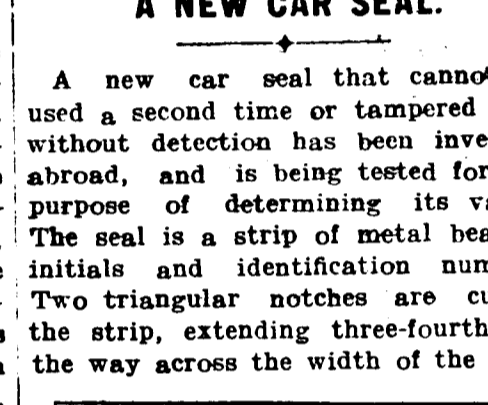 A NEW CAR SEAL.
A new car seal that canno
used a second time or tampered
without detection has been inve
abroad, and is being tested for
purpose of determining its v
The seal is a strip of metal bea
initials and identification num
Two triangular notches are cu
the strip, extending three-fourth
the way across the width of the